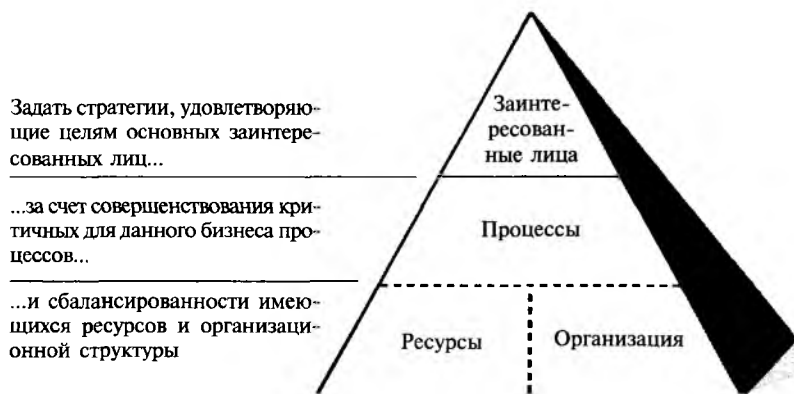 Задать стратегии, удовлетворяю-
щие целям основных заинтере-
сованных лиц...
...за счет совершенствования кри-
тичных для данного бизнеса про-
цессов...
...и сбалансированности имею-
щихся ресурсов и организаци-
онной структуры
Заинте-
ресован-
ные лица
Процессы
Ресурсы
Организация